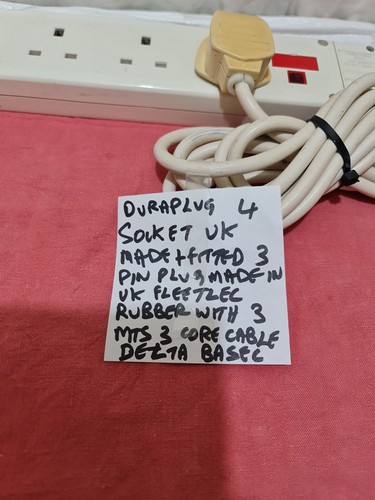 DURAPLUG 4
SOCKET UK
MADE + FITTED 3
PIN PLUG MADE IN
UK FLEETLEC
RUBBER WITH 3
MTS 3 CORE CABLE
DELTA BASEC